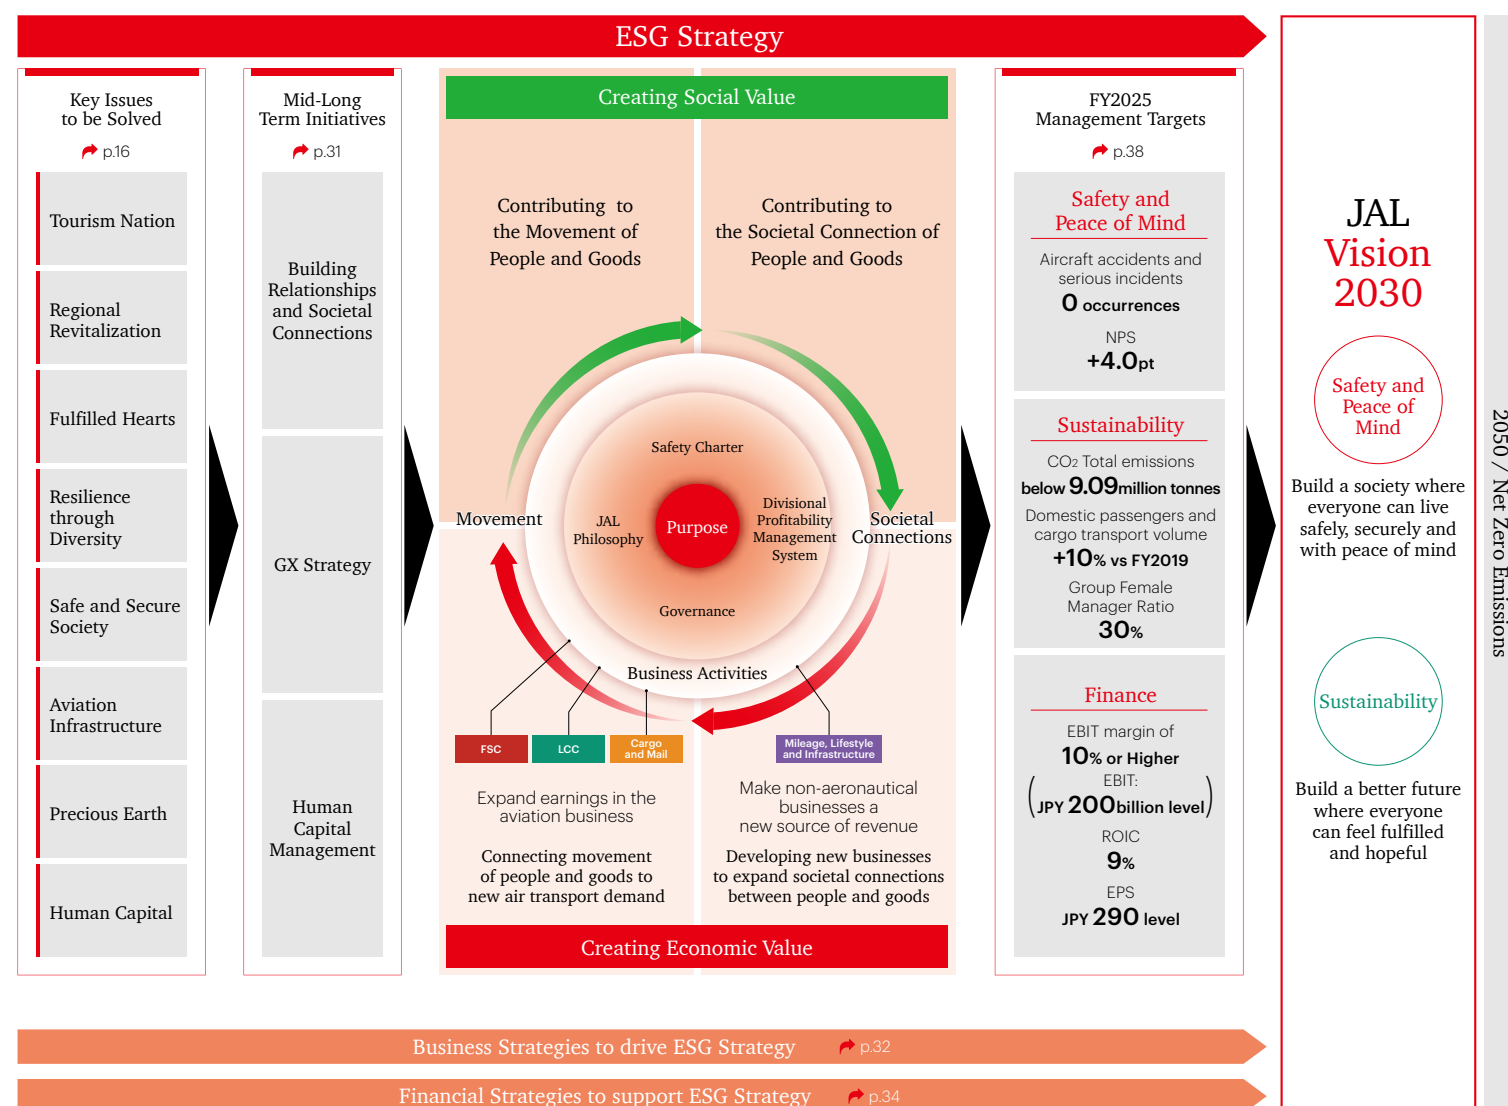 ESG Strategy
Key Issues
to be Solved
p.16
Tourism Nation
Regional
Revitalization
Fulfilled Hearts
Resilience
through
Diversity
Safe and Secure
Society
Aviation
Infrastructure
Precious Earth
Human Capital
Mid-Long
Term Initiatives
p.31
Building
Relationships
and Societal
Connections
GX Strategy
Human
Capital
Management
Creating Social Value
Contributing to
the Movement of
People and Goods
Contributing to
the Societal Connection of
People and Goods
Movement
Societal
Connections
Safety Charter
JAL
Philosophy
Purpose
Divisional
Profitability
Management
System
Governance
Business Activities
FSC
LCC
Cargo
and Mail
Mileage, Lifestyle
and Infrastructure
Expand earnings in the
aviation business
Connecting movement
of people and goods to
new air transport demand
Make non-aeronautical
businesses a
new source of revenue
Developing new businesses
to expand societal connections
between people and goods
Creating Economic Value
FY2025
Management Targets
p.38
Safety and
Peace of Mind
Aircraft accidents and
serious incidents
0 occurrences
NPS
+4.0pt
Sustainability
CO2 Total emissions
below 9.09million tonnes
Domestic passengers and
cargo transport volume
+10% vs FY2019
Group Female
Manager Ratio
30%
Finance
EBIT margin of
10% or Higher
(EBIT:
JPY 200billion level)
ROIC
9%
EPS
JPY 290 level
JAL
Vision
2030
Safety and
Peace of
Mind
Build a society where
everyone can live
safely, securely and
with peace of mind
Sustainability
Build a better future
where everyone
can feel fulfilled
and hopeful
2050 / Net Zero Emissions
Business Strategies to drive ESG Strategy p.32
Financial Strategies to support ESG Strategy p.34